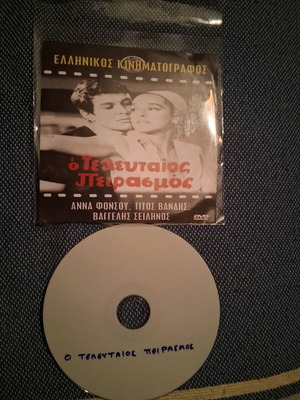 ΕΛΛΗΝΙΚΟΣ ΚΙΝΗΜΑΤΟΓΡΑΦΟΣ
ὁ Τελευταίος
Πειρασμός
ΑΝΝΑ ΦΟΝΣΟΥ, ΤΙΤΟΣ ΒΑΝΔΗΣ,
ΒΑΓΓΕΛΗΣ ΣΕΙΛΗΝΟΣ
DVD
Ο ΤΕΛΕΥΤΑΙΟΣ ΠΕΙΡΑΣΜΟΣ